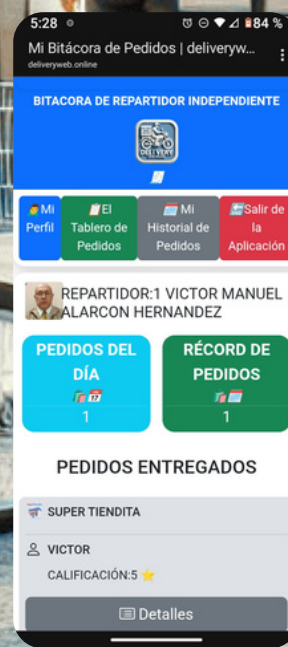 5:28
84 %
Mi Bitácora de Pedidos | deliveryw...
deliveryweb.online
BITACORA DE REPARTIDOR INDEPENDIENTE
DELIVERY
Mi
Perfil
El
Tablero de
Pedidos
Mi
Historial de
Pedidos
Salir de
la
Aplicación
REPARTIDOR:1 VICTOR MANUEL
ALARCON HERNANDEZ
PEDIDOS DEL
DÍA
1
RÉCORD DE
PEDIDOS
1
PEDIDOS ENTREGADOS
SUPER TIENDITA
VICTOR
CALIFICACIÓN:5
Detalles